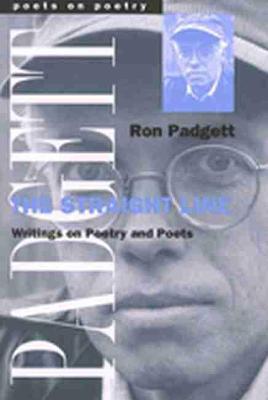 poets on poetry
Ron Padgett
PADGETT
THE STRAIGHT LINE
Writings on Poetry and Poets